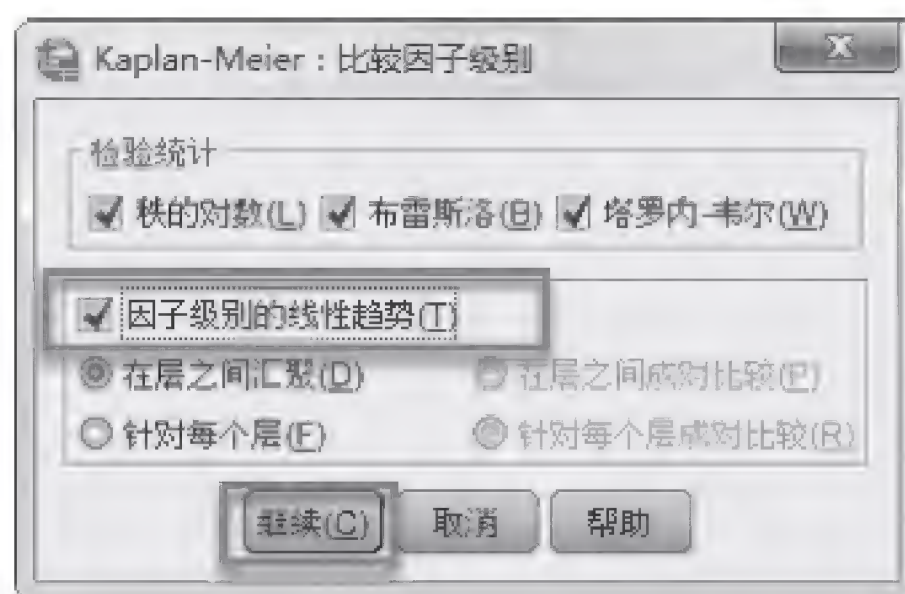 Kaplan-Meier：比较因子级别
检验统计
秩的对数(L) 布雷斯洛(B) 塔罗内-韦尔(W)
因子级别的线性趋势(T)
在层之间汇聚(D) 在层之间成对比较(P)
针对每个层(F) 针对每个层成对比较(R)
继续(C) 取消 帮助